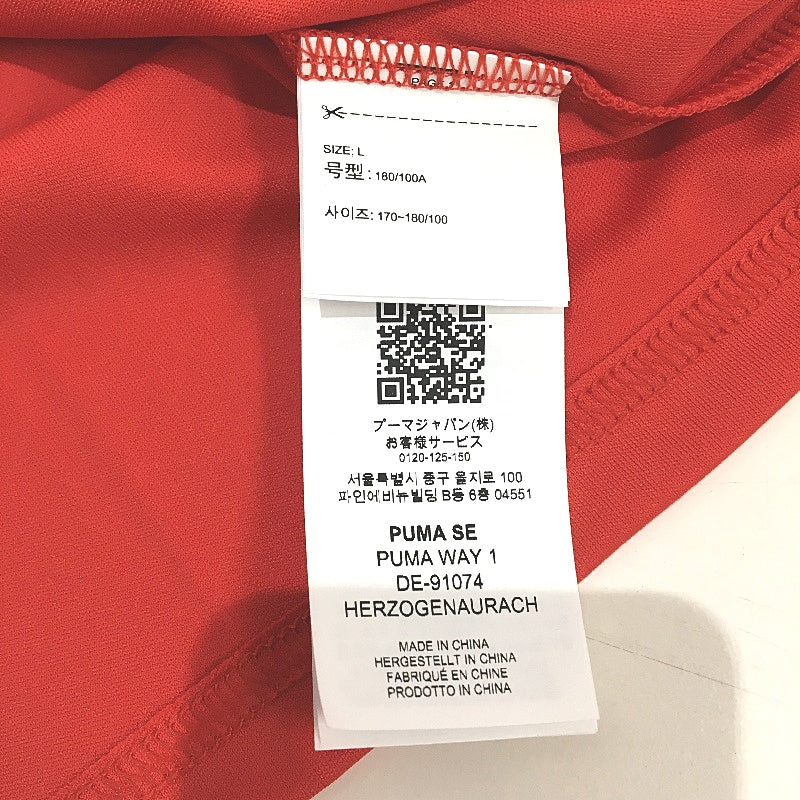 SIZE: L
号型: 180/100A
사이즈: 170~180/100
プーマジャパン(株)
お客様サービス
0120-125-150
서울특별시 중구 을지로 100
파인에비뉴빌딩 B동 6층 04551
PUMA SE
PUMA WAY 1
DE-91074
HERZOGENAURACH
MADE IN CHINA
HERGESTELLT IN CHINA
FABRIQUÉ EN CHINE
PRODOTTO IN CHINA